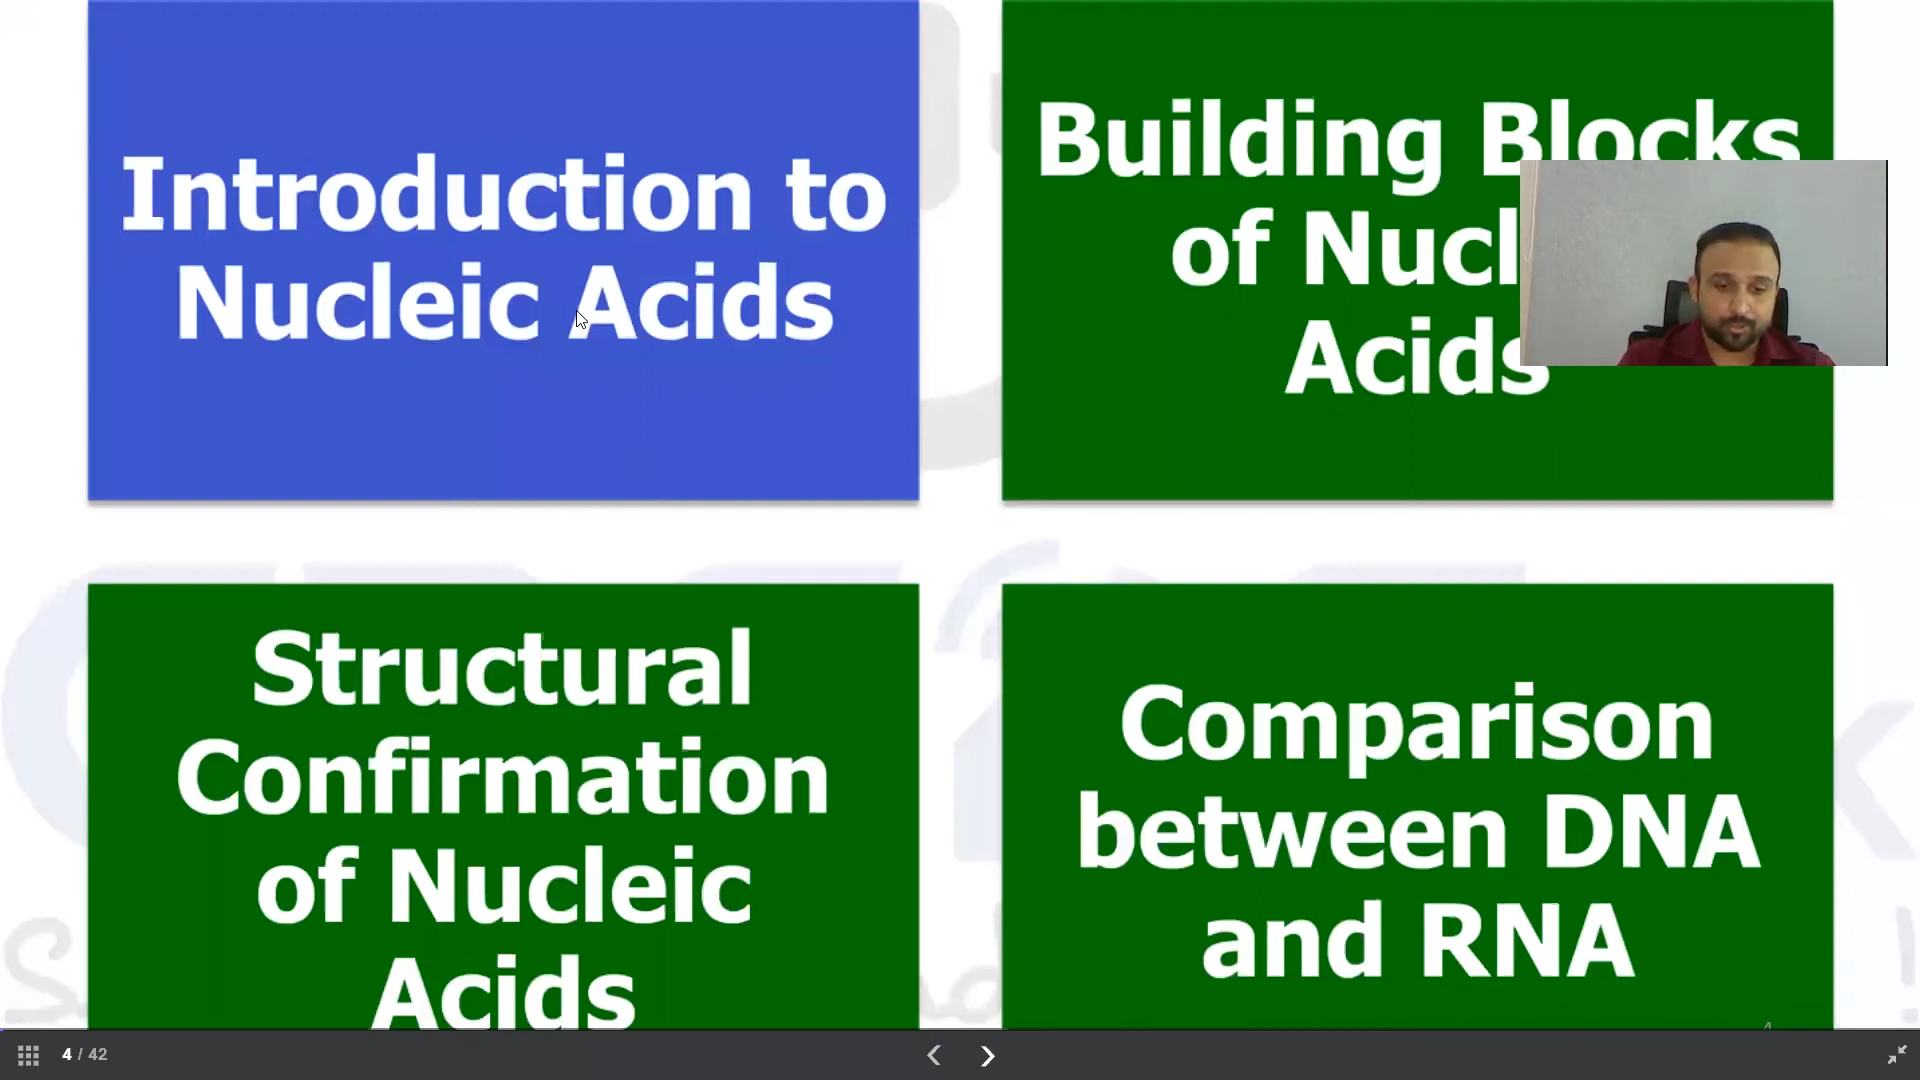 Introduction to
Nucleic Acids
Building Blocks
of Nucl
Acids
Structural
Confirmation
of Nucleic
Acids
Comparison
between DNA
and RNA
4 / 42